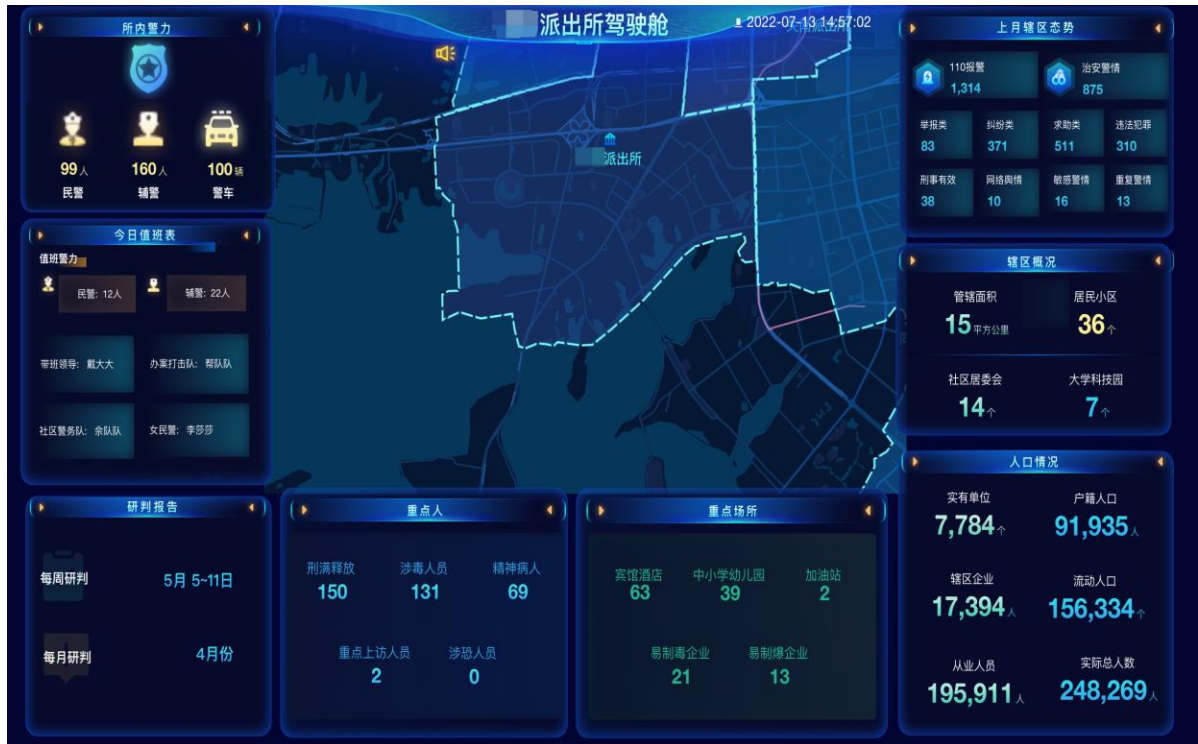 派出所驾驶舱
2022-07-13 14:57:02
所内警力
99人
160人
100辆
民警
辅警
警车
今日值班表
值班警力
民警: 12人
辅警: 22人
带班领导: 戴大大
办案打击队: 帮队队
社区警务队: 余队队
女民警: 李莎莎
研判报告
每周研判
5月 5~11日
每月研判
4月份
派出所
重点人
刑满释放
涉毒人员
精神病人
150
131
69
重点上访人员
涉恐人员
2
0
重点场所
宾馆酒店
中小学幼儿园
加油站
63
39
2
易制毒企业
易制爆企业
21
13
上月辖区态势
110报警
1,314
治安警情
875
举报类
纠纷类
求助类
违法犯罪
83
371
511
310
刑事有效
网络舆情
敏感警情
重复警情
38
10
16
13
辖区概况
管辖面积
居民小区
15平方公里
36个
社区居委会
大学科技园
14个
7个
人口情况
实有单位
户籍人口
7,784个
91,935人
辖区企业
流动人口
17,394人
156,334个
从业人员
实际总人数
195,911人
248,269人